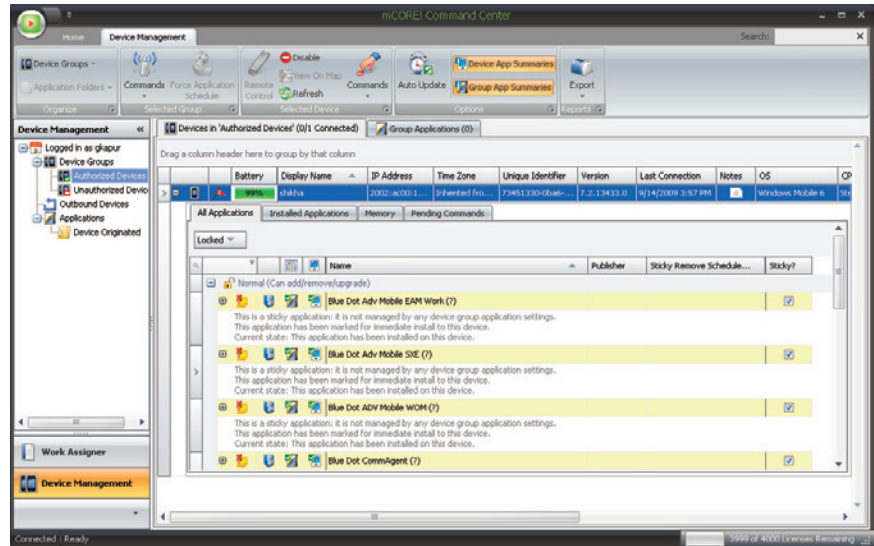 mCORE! Command Center
Home
Device Management
Search:
Device Groups
Application Folders
Organize
Commands
Force Application Schedule
Selected Group
Remote Control
Disable
View On Map
Refresh
Commands
Selected Device
Auto Update
Device App Summaries
Group App Summaries
Options
Export
Reports
Device Management
Logged in as gkapur
Device Groups
Authorized Devices
Unauthorized Devic
Outbound Devices
Applications
Device Originated
Work Assigner
Device Management
Devices in 'Authorized Devices' (0/1 Connected)
Group Applications (0)
Drag a column header here to group by that column
Battery Display Name IP Address Time Zone Unique Identifier Version Last Connection Notes OS CP
99% shikha 2002:ac00:1... Inherited fro... 73451330-0ba6-... 7.2.13433.0 9/14/2009 3:57 PM Windows Mobile 6 Str
All Applications Installed Applications Memory Pending Commands
Locked
Name Publisher Sticky Remove Schedule... Sticky?
Normal (Can add/remove/upgrade)
Blue Dot Adv Mobile EAM Work (?)
This is a sticky application: it is not managed by any device group application settings.
This application has been marked for immediate install to this device.
Current state: This application has been installed on this device.
Blue Dot Adv Mobile SXE (?)
This is a sticky application: it is not managed by any device group application settings.
This application has been marked for immediate install to this device.
Current state: This application has been installed on this device.
Blue Dot ADV Mobile WOM (?)
This is a sticky application: it is not managed by any device group application settings.
This application has been marked for immediate install to this device.
Current state: This application has been installed on this device.
Blue Dot CommAgent (?)
Connected | Ready
3999 of 4000 Licenses Remaining